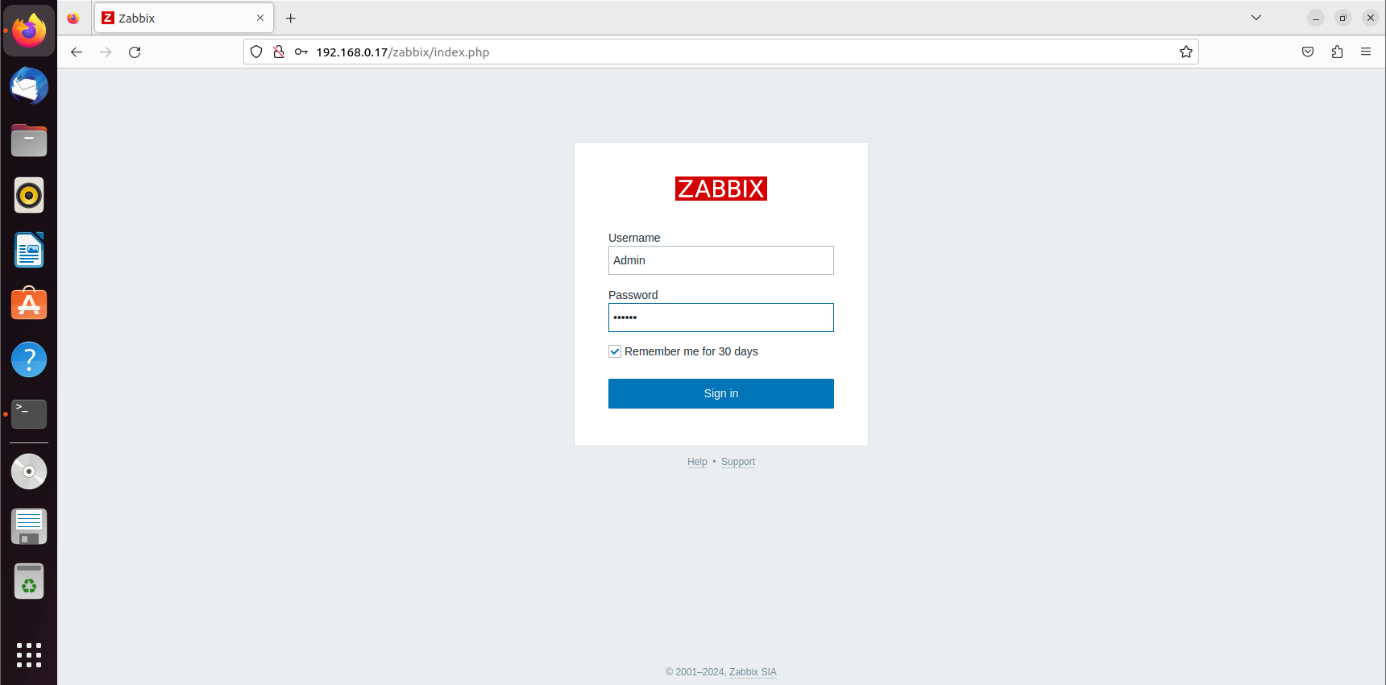 Zabbix
192.168.0.17/zabbix/index.php
ZABBIX
Username
Admin
Password
••••••
Remember me for 30 days
Sign in
Help • Support
© 2001–2024, Zabbix SIA